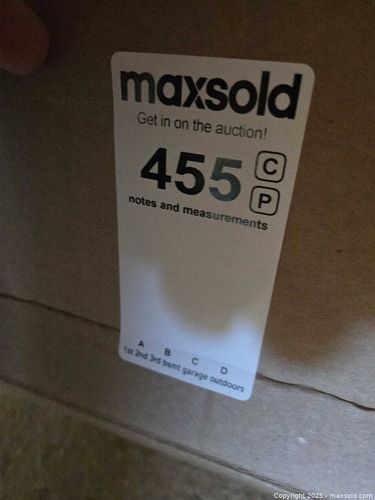 maxsold
Get in on the auction!
455 C
P
notes and measurements
A B C D
1st 2nd 3rd bsmt garage outdoors
Copyright 2025 - maxsold.com